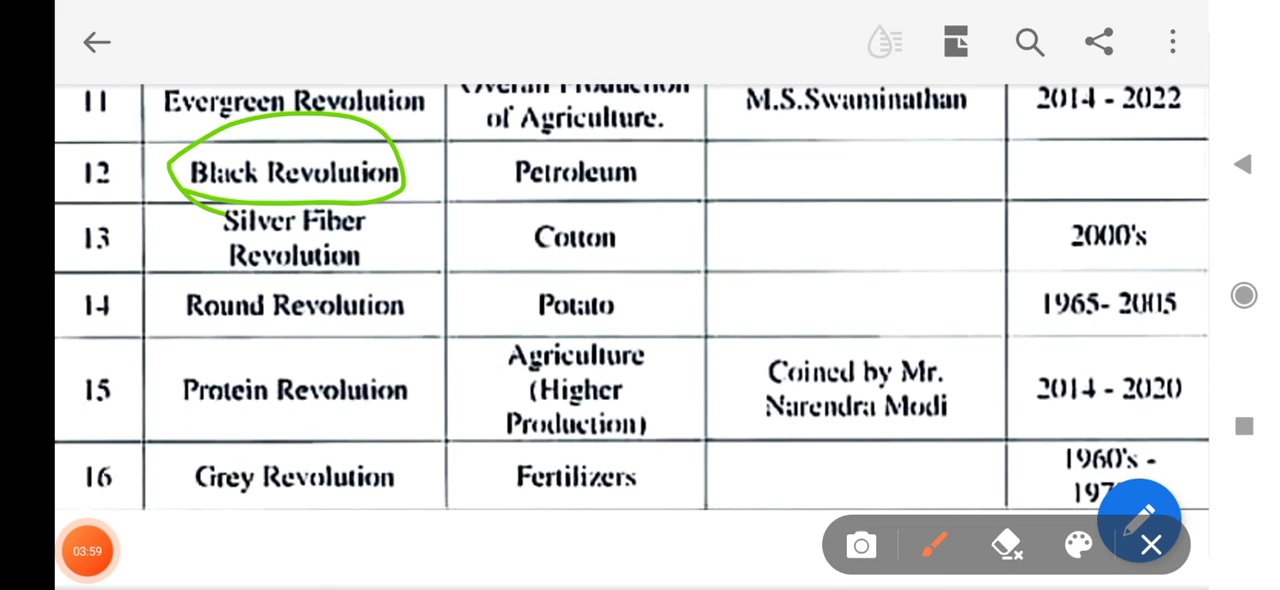 11 Evergreen Revolution Overall Production of Agriculture. M.S.Swaminathan 2014 - 2022
12 Black Revolution Petroleum
13 Silver Fiber Revolution Cotton 2000's
14 Round Revolution Potato 1965- 2005
15 Protein Revolution Agriculture (Higher Production) Coined by Mr. Narendra Modi 2014 - 2020
16 Grey Revolution Fertilizers 1960's -
03:59